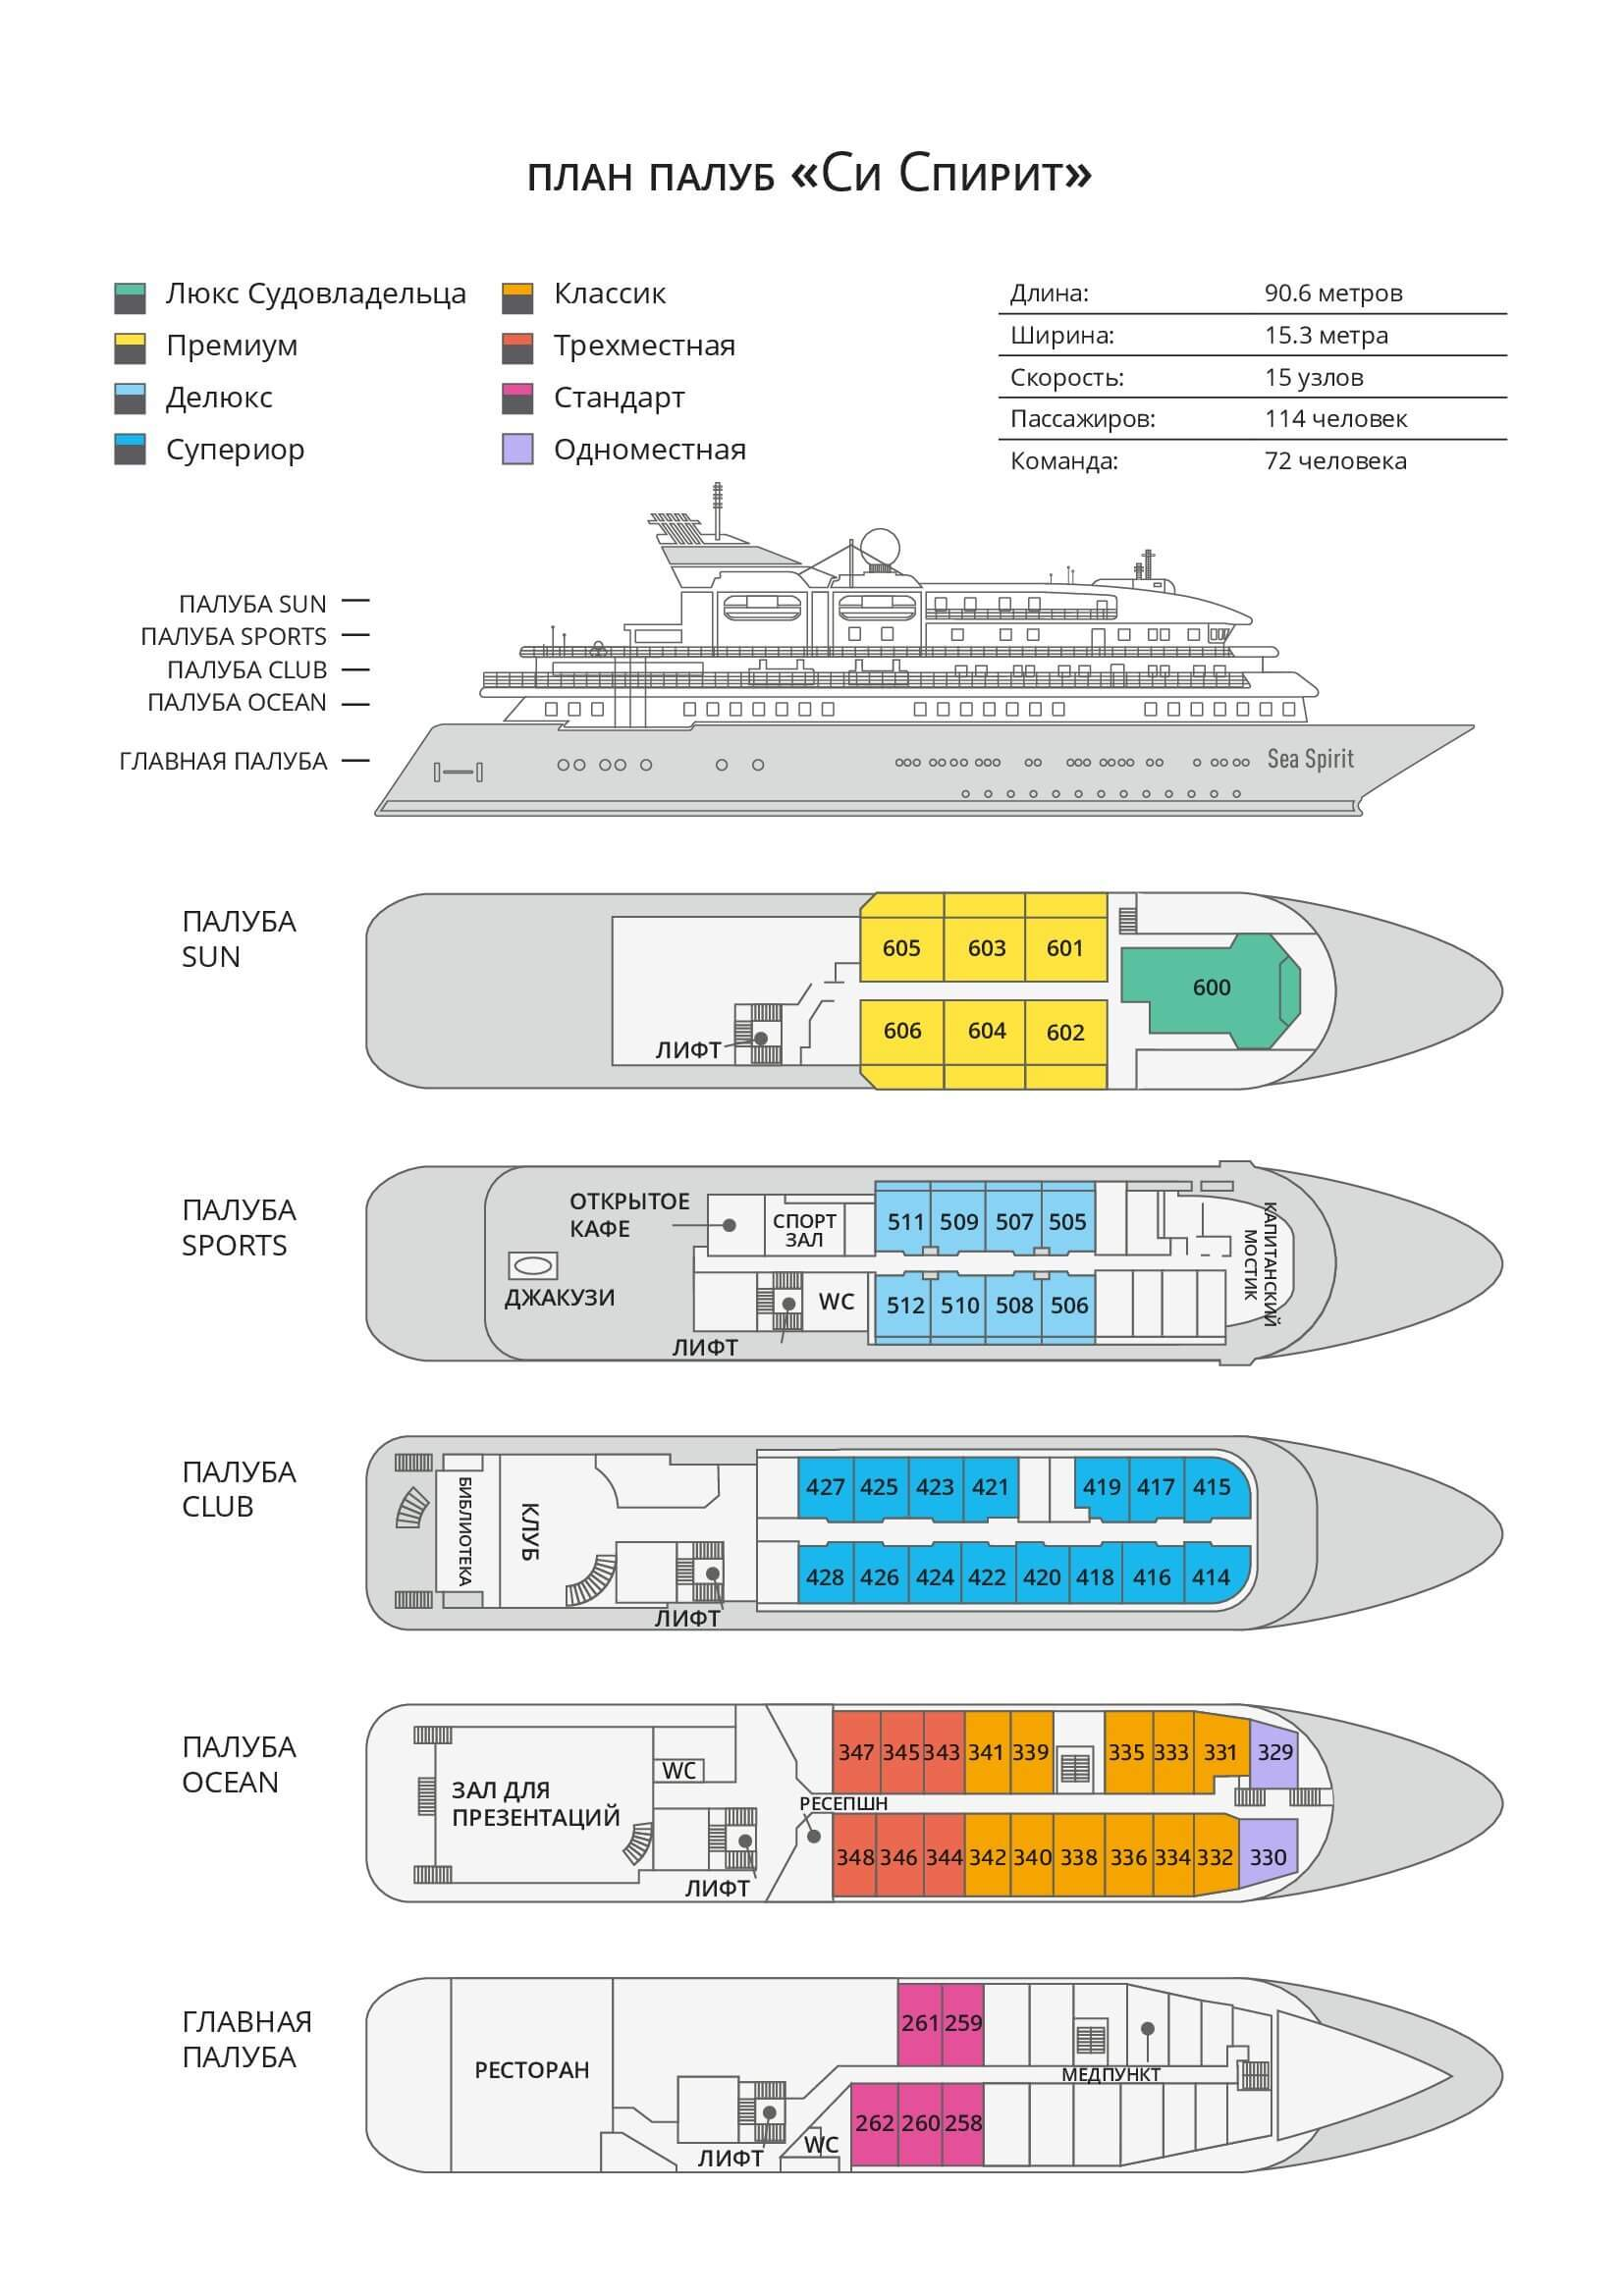 ПЛАН ПАЛУБ «СИ СПИРИТ»
Люкс Судовладельца
Премиум
Делюкс
Супериор
Классик
Трехместная
Стандарт
Одноместная
Длина: 90.6 метров
Ширина: 15.3 метра
Скорость: 15 узлов
Пассажиров: 114 человек
Команда: 72 человека
ПАЛУБА SUN
ПАЛУБА SPORTS
ПАЛУБА CLUB
ПАЛУБА OCEAN
ГЛАВНАЯ ПАЛУБА
Sea Spirit
ПАЛУБА
SUN
605 603 601
600
606 604 602
ЛИФТ
ПАЛУБА
SPORTS
ОТКРЫТОЕ
КАФЕ
СПОРТ
ЗАЛ
511 509 507 505
КАПИТАНСКИЙ
МОСТИК
ДЖАКУЗИ
WC
512 510 508 506
ЛИФТ
ПАЛУБА
CLUB
БИБЛИОТЕКА
КЛУБ
427 425 423 421 419 417 415
428 426 424 422 420 418 416 414
ЛИФТ
ПАЛУБА
OCEAN
347 345 343 341 339 335 333 331 329
WC
ЗАЛ ДЛЯ
ПРЕЗЕНТАЦИЙ
РЕСЕПШН
348 346 344 342 340 338 336 334 332 330
ЛИФТ
ГЛАВНАЯ
ПАЛУБА
261 259
РЕСТОРАН
МЕДПУНКТ
262 260 258
WC
ЛИФТ